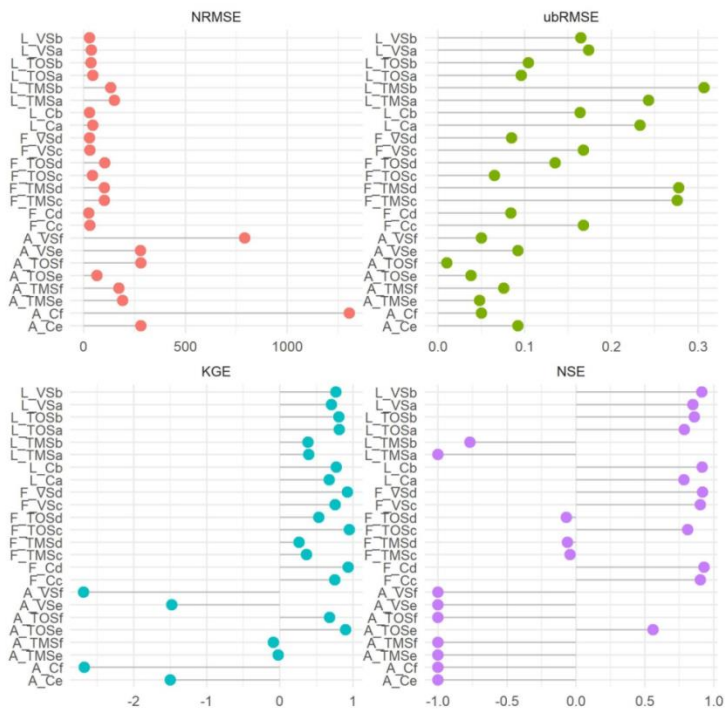 NRMSE
L_VSb
L_VSa
L_TOSb
L_TOSa
L_TMSb
L_TMSa
L_Cb
L_Ca
F_VSd
F_VSc
F_TOSd
F_TOSc
F_TMSd
F_TMSc
F_Cd
F_Cc
A_VSf
A_VSe
A_TOSf
A_TOSe
A_TMSf
A_TMSe
A_Cf
A_Ce
0 500 1000
ubRMSE
L_VSb
L_VSa
L_TOSb
L_TOSa
L_TMSb
L_TMSa
L_Cb
L_Ca
F_VSd
F_VSc
F_TOSd
F_TOSc
F_TMSd
F_TMSc
F_Cd
F_Cc
A_VSf
A_VSe
A_TOSf
A_TOSe
A_TMSf
A_TMSe
A_Cf
A_Ce
0.0 0.1 0.2 0.3
KGE
L_VSb
L_VSa
L_TOSb
L_TOSa
L_TMSb
L_TMSa
L_Cb
L_Ca
F_VSd
F_VSc
F_TOSd
F_TOSc
F_TMSd
F_TMSc
F_Cd
F_Cc
A_VSf
A_VSe
A_TOSf
A_TOSe
A_TMSf
A_TMSe
A_Cf
A_Ce
-2 -1 0 1
NSE
L_VSb
L_VSa
L_TOSb
L_TOSa
L_TMSb
L_TMSa
L_Cb
L_Ca
F_VSd
F_VSc
F_TOSd
F_TOSc
F_TMSd
F_TMSc
F_Cd
F_Cc
A_VSf
A_VSe
A_TOSf
A_TOSe
A_TMSf
A_TMSe
A_Cf
A_Ce
-1.0 -0.5 0.0 0.5 1.0